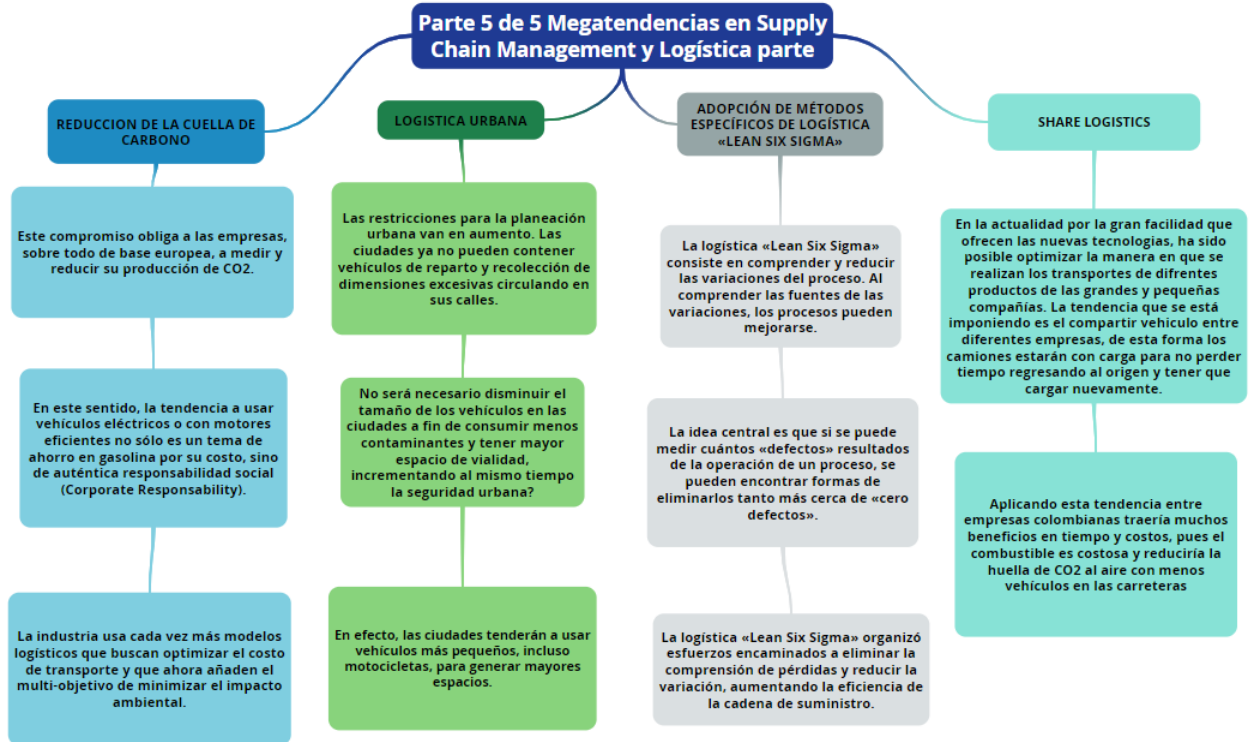 Parte 5 de 5 Megatendencias en Supply
Chain Management y Logística parte
REDUCCION DE LA CUELLA DE
CARBONO
Este compromiso obliga a las empresas,
sobre todo de base europea, a medir y
reducir su producción de CO2.
En este sentido, la tendencia a usar
vehículos eléctricos o con motores
eficientes no sólo es un tema de
ahorro en gasolina por su costo, sino
de auténtica responsabilidad social
(Corporate Responsability).
La industria usa cada vez más modelos
logísticos que buscan optimizar el costo
de transporte y que ahora añaden el
multi-objetivo de minimizar el impacto
ambiental.
LOGISTICA URBANA
Las restricciones para la planeación
urbana van en aumento. Las
ciudades ya no pueden contener
vehículos de reparto y recolección de
dimensiones excesivas circulando en
sus calles.
No será necesario disminuir el
tamaño de los vehículos en las
ciudades a fin de consumir menos
contaminantes y tener mayor
espacio de vialidad,
incrementando al mismo tiempo
la seguridad urbana?
En efecto, las ciudades tenderán a usar
vehículos más pequeños, incluso
motocicletas, para generar mayores
espacios.
ADOPCIÓN DE MÉTODOS
ESPECÍFICOS DE LOGÍSTICA
«LEAN SIX SIGMA»
La logística «Lean Six Sigma»
consiste en comprender y reducir
las variaciones del proceso. Al
comprender las fuentes de las
variaciones, los procesos pueden
mejorarse.
La idea central es que si se puede
medir cuántos «defectos» resultados
de la operación de un proceso, se
pueden encontrar formas de
eliminarlos tanto más cerca de «cero
defectos».
La logística «Lean Six Sigma» organizó
esfuerzos encaminados a eliminar la
comprensión de pérdidas y reducir la
variación, aumentando la eficiencia de
la cadena de suministro.
SHARE LOGISTICS
En la actualidad por la gran facilidad que
ofrecen las nuevas tecnologias, ha sido
posible optimizar la manera en que se
realizan los transportes de difrentes
productos de las grandes y pequeñas
compañías. La tendencia que se está
imponiendo es el compartir vehiculo entre
diferentes empresas, de esta forma los
camiones estarán con carga para no perder
tiempo regresando al origen y tener que
cargar nuevamente.
Aplicando esta tendencia entre
empresas colombianas traería muchos
beneficios en tiempo y costos, pues el
combustible es costosa y reduciría la
huella de CO2 al aire con menos
vehículos en las carreteras